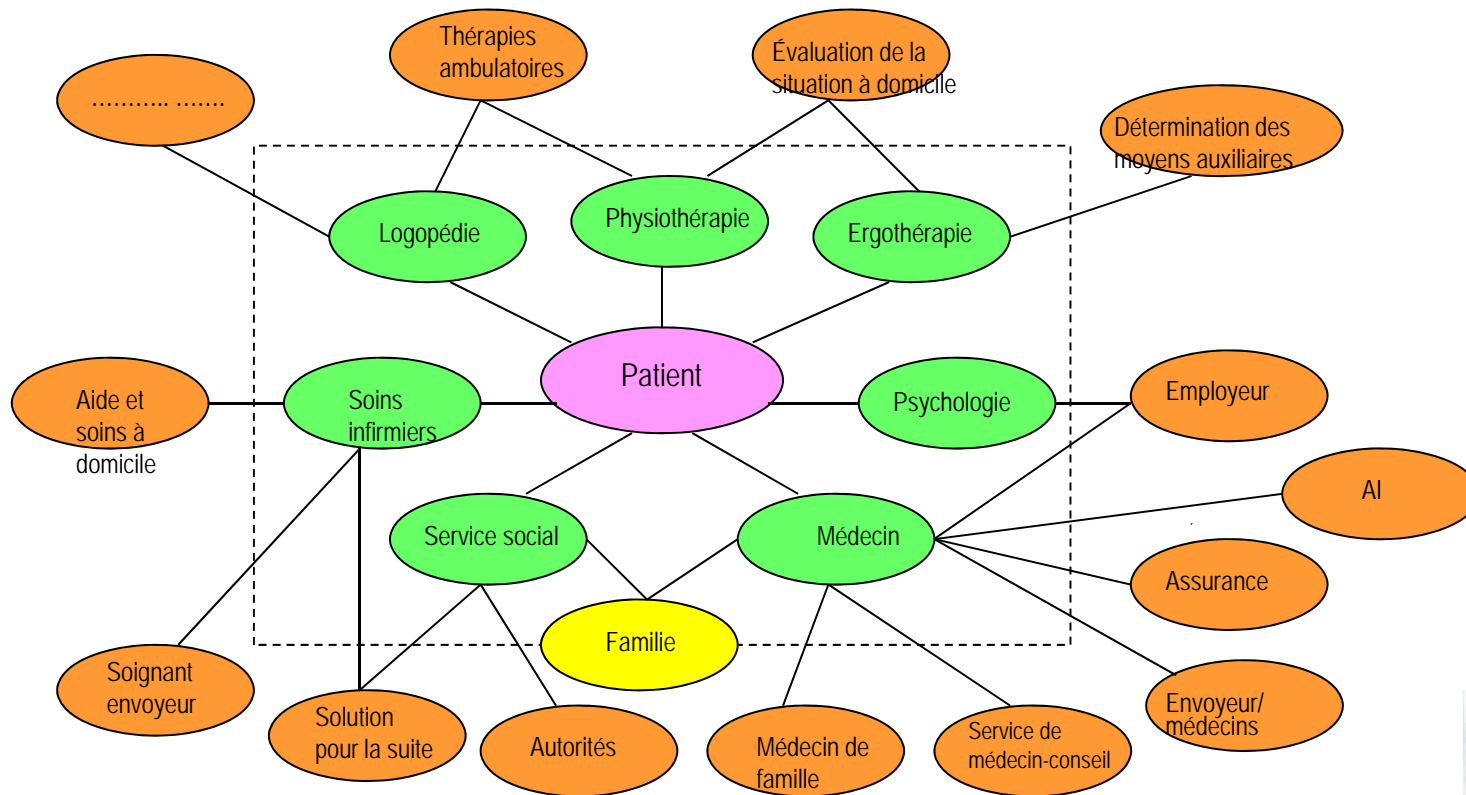 Thérapies
ambulatoires
Évaluation de la
situation à domicile
……….. …….
Détermination des
moyens auxiliaires
Logopédie
Physiothérapie
Ergothérapie
Patient
Aide et
soins à
domicile
Soins
infirmiers
Psychologie
Employeur
AI
Service social
Médecin
Assurance
Familie
Soignant
envoyeur
Solution
pour la suite
Autorités
Médecin de
famille
Service de
médecin-conseil
Envoyeur/
médecins